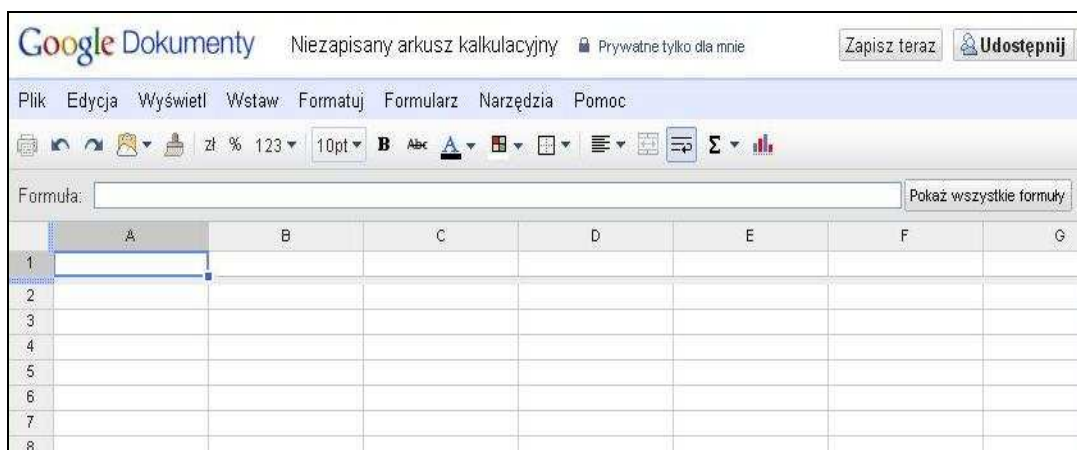 Google Dokumenty Niezapisany arkusz kalkulacyjny Prywatne tylko dla mnie Zapisz teraz Udostępnij
Plik Edycja Wyświetl Wstaw Formatuj Formularz Narzędzia Pomoc
zł % 123 10pt B Abc A Σ
Formuła: Pokaż wszystkie formuły
A B C D E F G
1
2
3
4
5
6
7
8